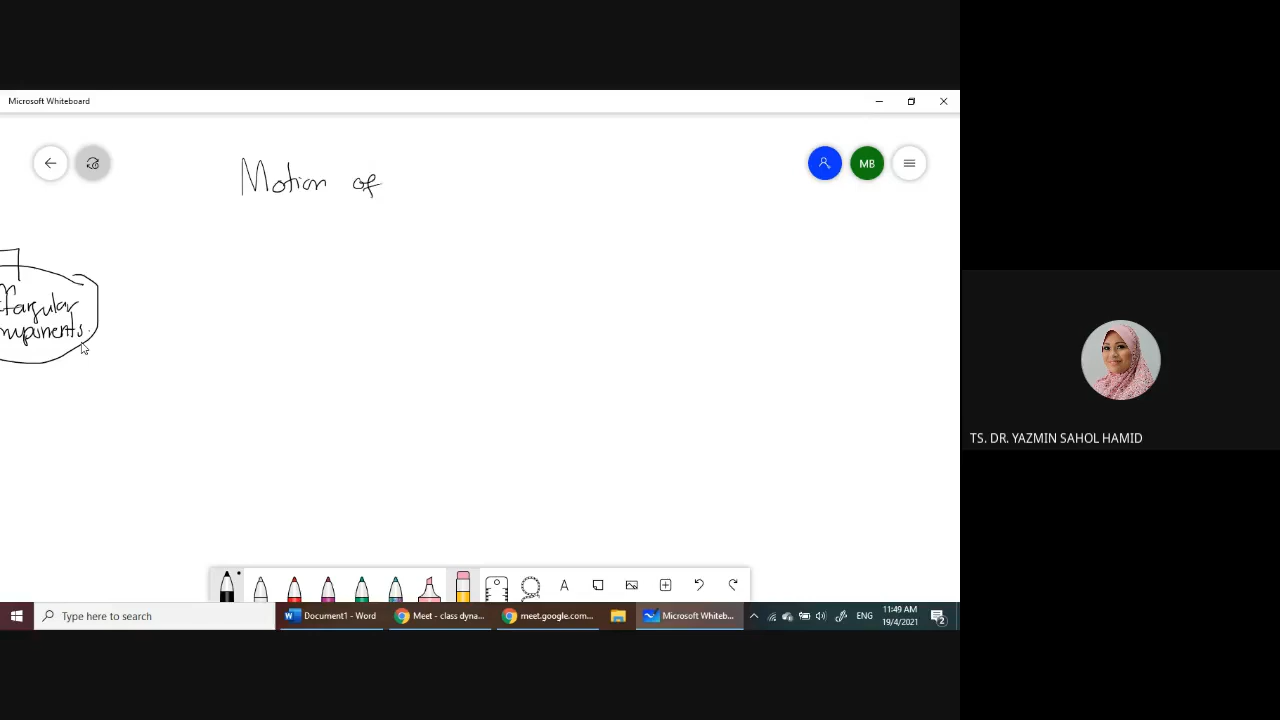 Microsoft Whiteboard
MB
Motion of
TS. DR. YAZMIN SAHOL HAMID
A
Type here to search
Document1 - Word
Meet - class dyna...
meet.google.com...
Microsoft Whiteb...
ENG
11:49 AM
19/4/2021
2